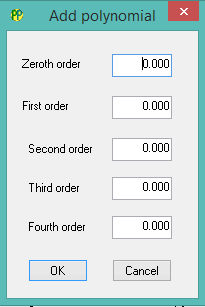 Add polynomial
Zeroth order 0.000
First order 0.000
Second order 0.000
Third order 0.000
Fourth order 0.000
OK Cancel